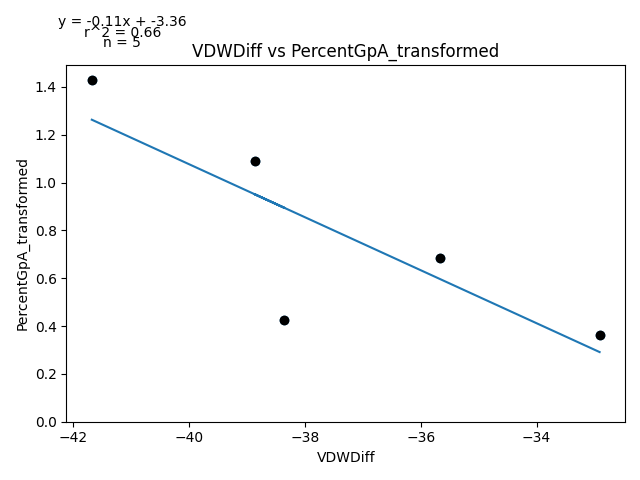 y = -0.11x + -3.36
r^2 = 0.66
n = 5
VDWDiff vs PercentGpA_transformed
PercentGpA_transformed
1.4
1.2
1.0
0.8
0.6
0.4
0.2
0.0
−42
−40
−38
−36
−34
VDWDiff